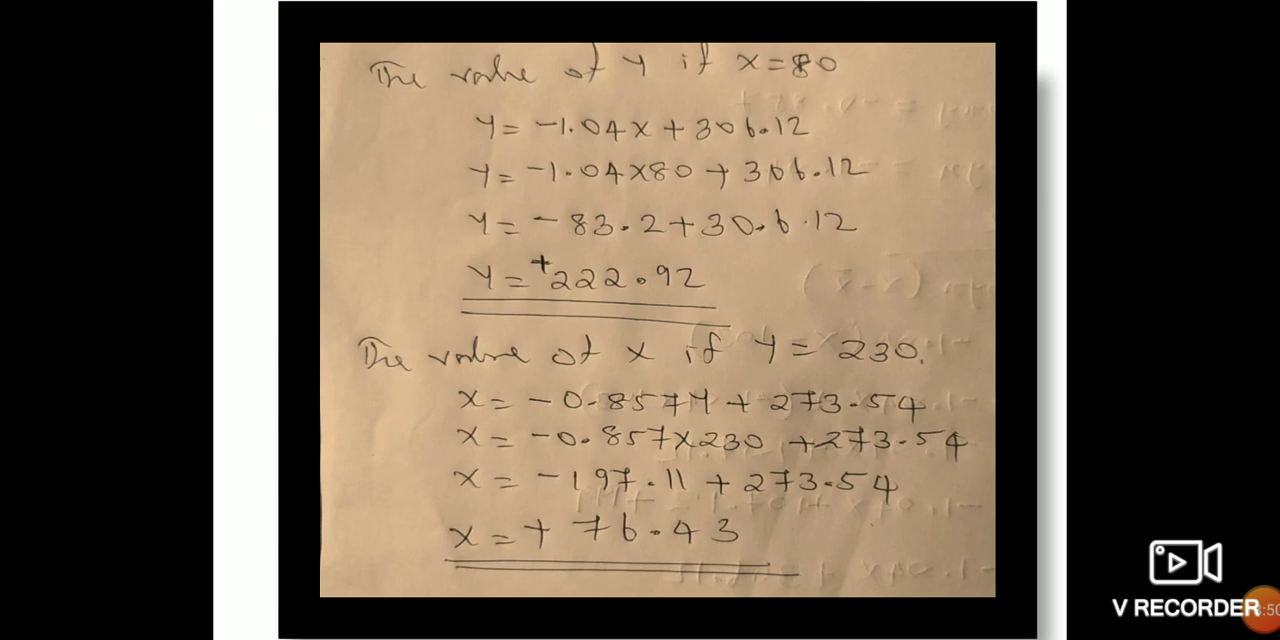 The value of Y if X=80
Y= -1.04X+306.12
Y= -1.04X80+306.12
Y= -83.2+30.6.12
Y= +222.92
The value of X if Y= 230.
X= -0.857Y+ 273.54
X= -0.857X230 +273.54
X= -197.11 +273.54
X=+ 76.43
V RECORDER